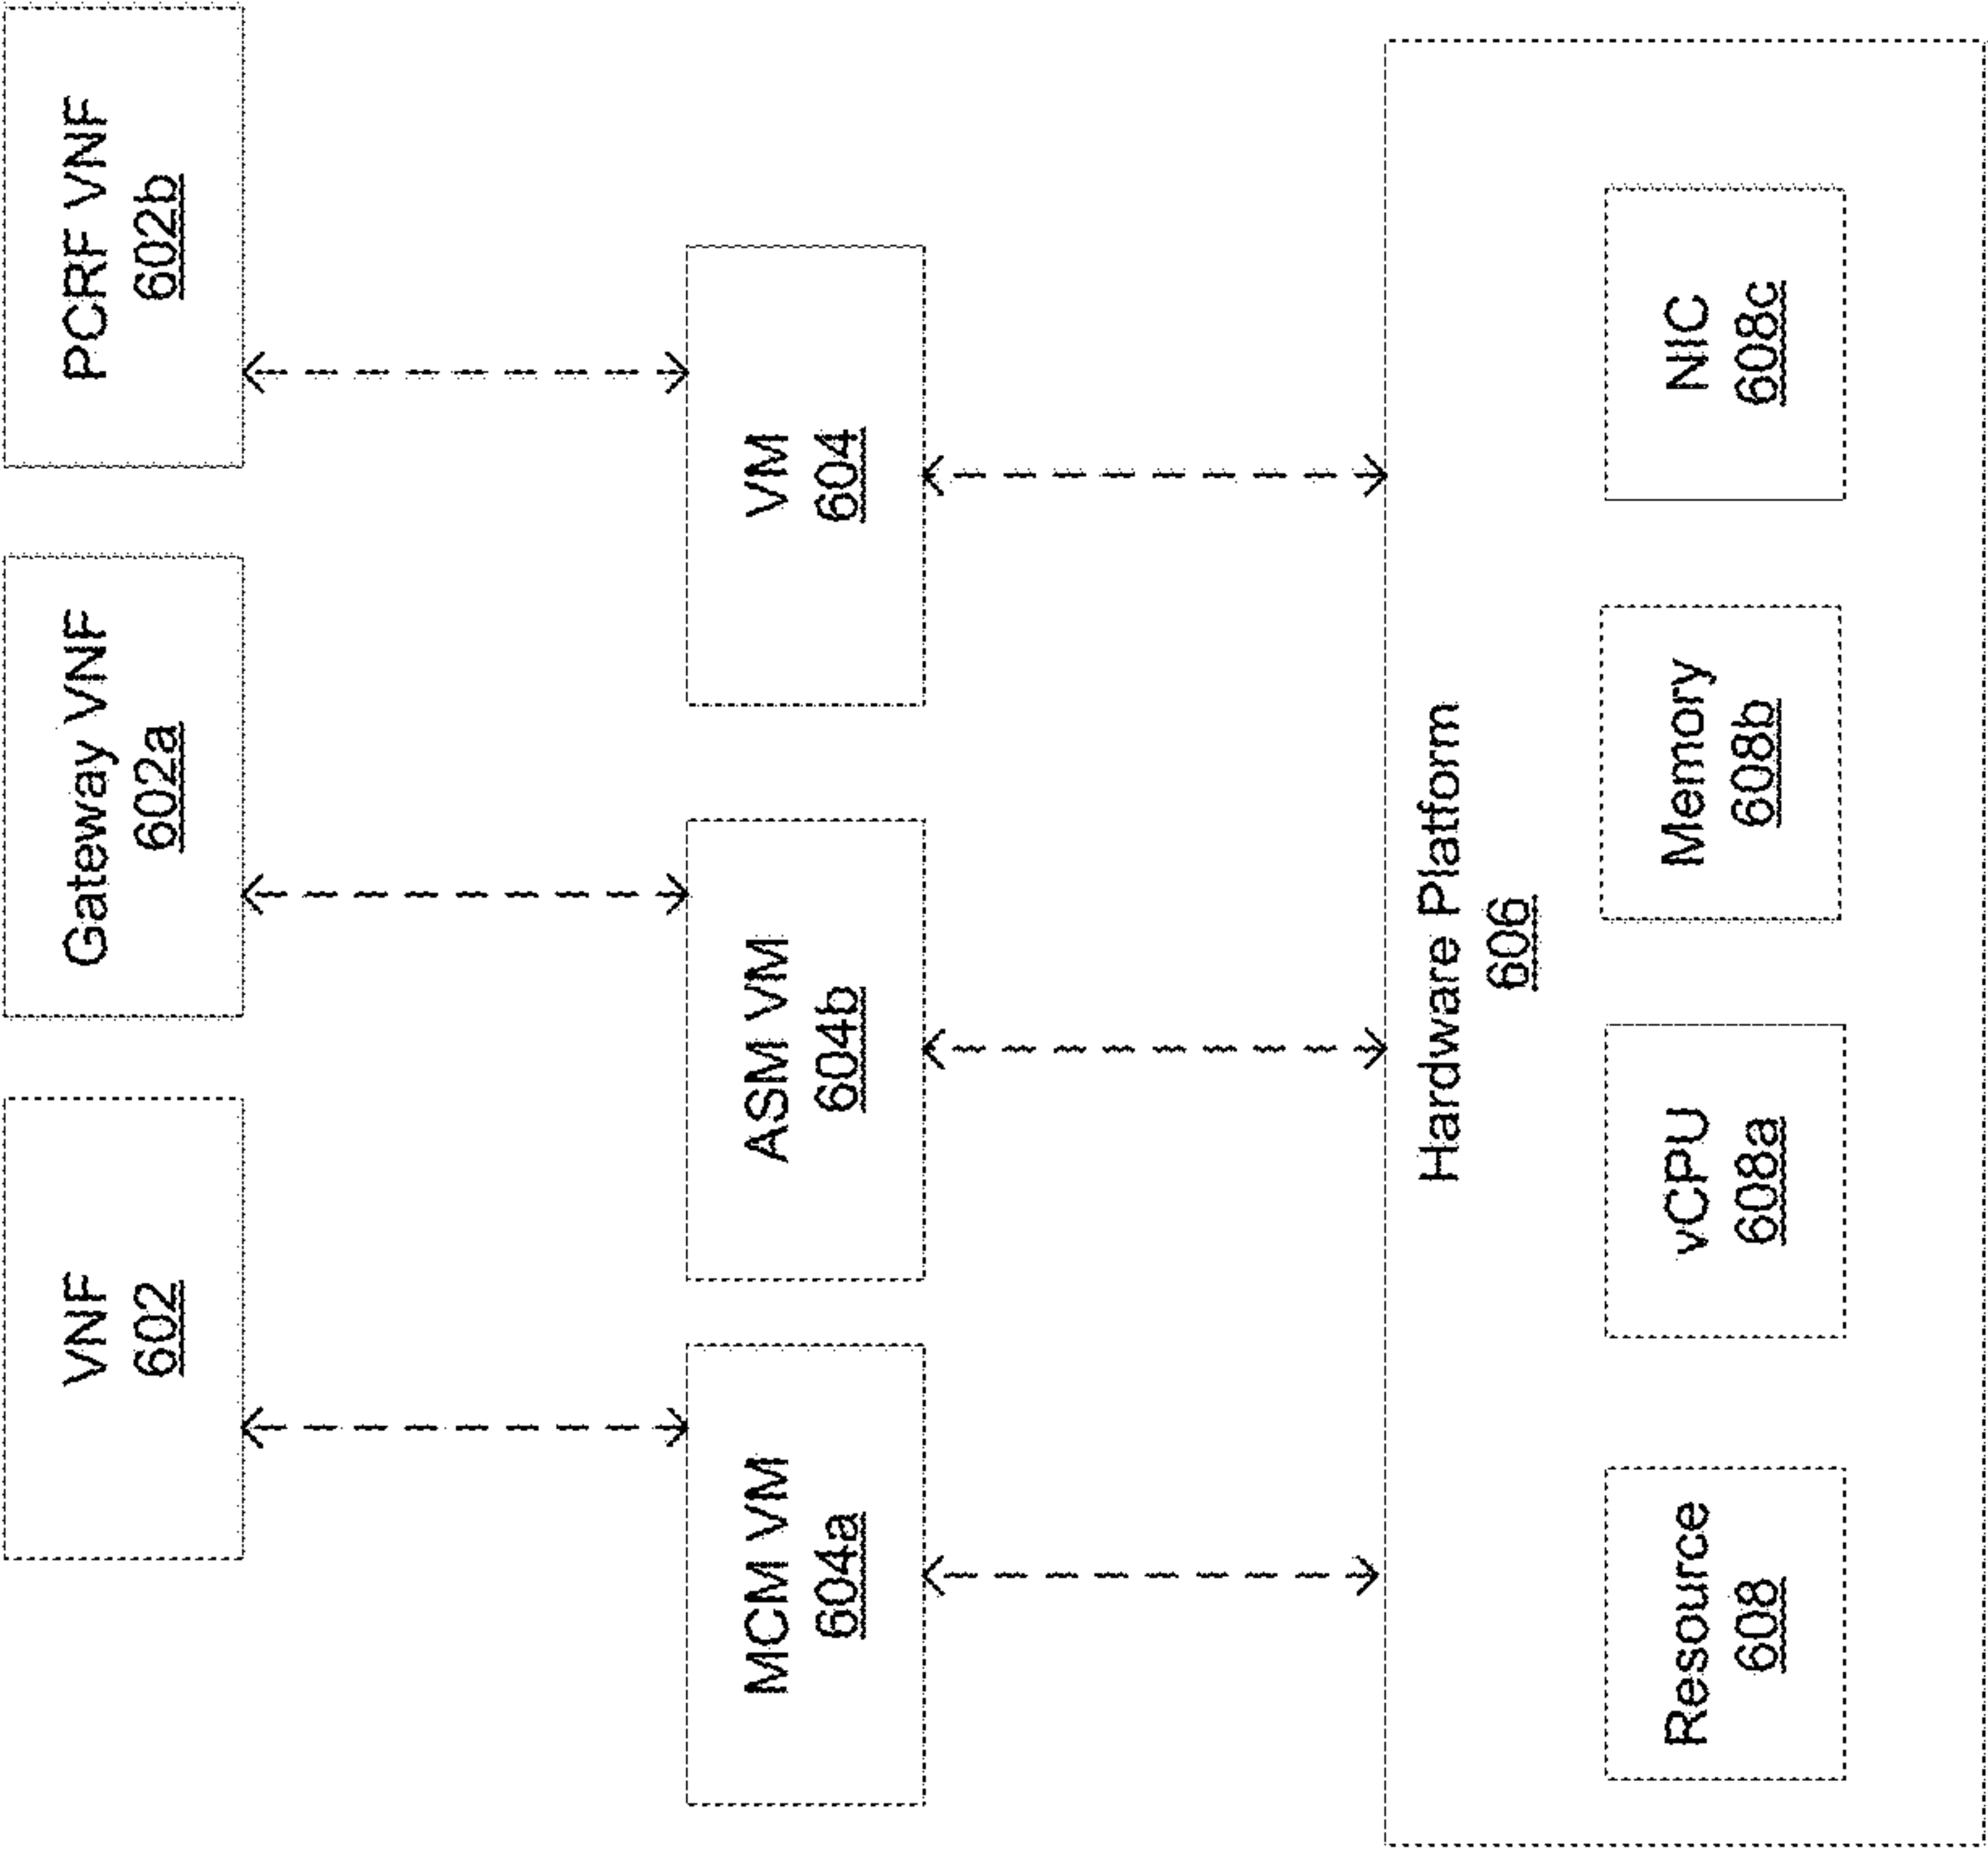 VNF
602
Gateway VNF
602a
PCRF VNF
602b
MCM VM
604a
ASM VM
604b
VM
604
Hardware Platform
606
Resource
608
vCPU
608a
Memory
608b
NIC
608c